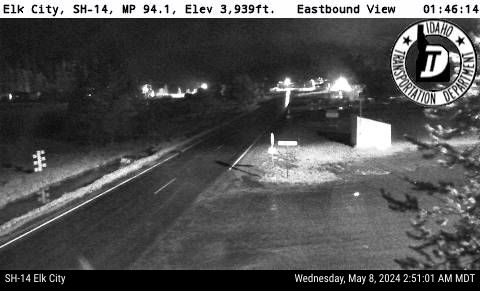 Elk City, SH-14, MP 94.1, Elev 3,939ft. Eastbound View 01:46:14
IDAHO
TRANSPORTATION DEPARTMENT
SH-14 Elk City Wednesday, May 8, 2024 2:51:01 AM MDT